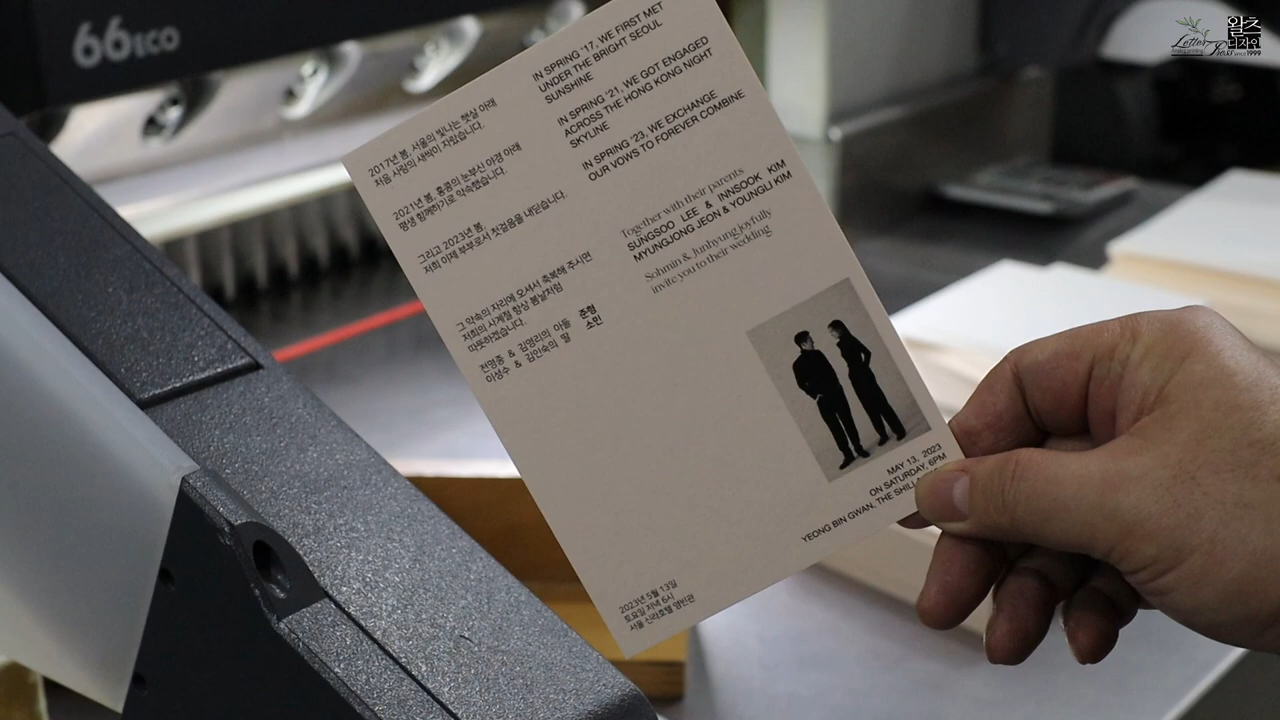 66ECO
Letter
Press
왈츠
디자인
since1999
2017년 봄, 서울의 빛나는 햇살 아래
처음 사랑의 새싹이 자랐습니다.
2021년 봄, 홍콩의 눈부신 야경 아래
평생 함께하기로 약속했습니다.
그리고 2023년 봄,
저희 이제 부부로서 첫걸음을 내딛습니다.
그 약속의 자리에 오셔서 축복해 주시면
저희의 사계절 항상 봄날처럼
따뜻하겠습니다.
전명종 & 김영리의 아들 준형
이성수 & 김인숙의 딸 소민
2023년 5월 13일
토요일 저녁 6시
서울 신라호텔 영빈관
IN SPRING '17, WE FIRST MET
UNDER THE BRIGHT SEOUL
SUNSHINE
IN SPRING '21, WE GOT ENGAGED
ACROSS THE HONG KONG NIGHT
SKYLINE
IN SPRING '23, WE EXCHANGE
OUR VOWS TO FOREVER COMBINE
Together with their parents
SUNGSOO LEE & INNSOOK KIM
MYUNGJONG JEON & YOUNGLI KIM
Sohmin & Junhyung joyfully
invite you to their wedding
MAY 13, 2023
ON SATURDAY, 6PM
YEONG BIN GWAN, THE SHILLA